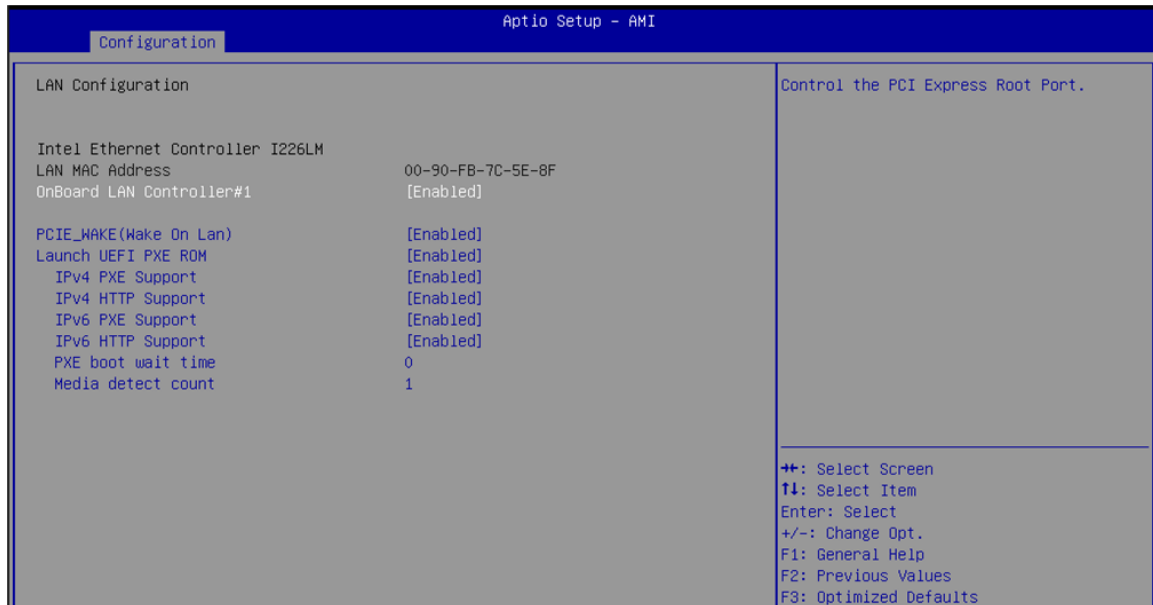 Aptio Setup – AMI
Configuration
LAN Configuration
Intel Ethernet Controller I226LM
LAN MAC Address 00-90-FB-7C-5E-8F
OnBoard LAN Controller#1 [Enabled]
PCIE_WAKE(Wake On Lan) [Enabled]
Launch UEFI PXE ROM [Enabled]
IPv4 PXE Support [Enabled]
IPv4 HTTP Support [Enabled]
IPv6 PXE Support [Enabled]
IPv6 HTTP Support [Enabled]
PXE boot wait time 0
Media detect count 1
Control the PCI Express Root Port.
→←: Select Screen
↑↓: Select Item
Enter: Select
+/-: Change Opt.
F1: General Help
F2: Previous Values
F3: Optimized Defaults